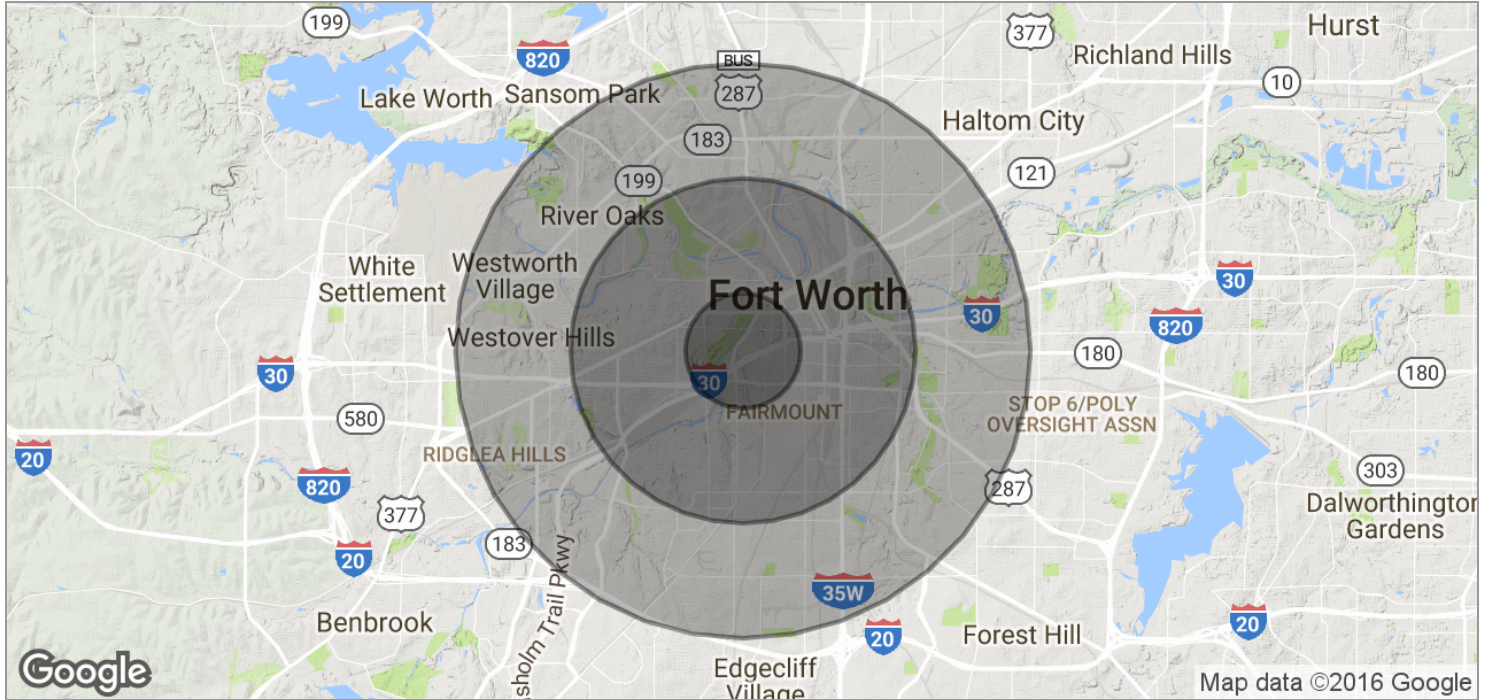 199
377
Hurst
820
BUS
Richland Hills
10
Lake Worth
Sansom Park
287
Haltom City
183
121
199
River Oaks
White
Settlement
Westworth
Village
Fort Worth
30
30
820
Westover Hills
180
30
30
180
580
FAIRMOUNT
STOP 6/POLY
OVERSIGHT ASSN
20
RIDGLEA HILLS
303
820
287
Dalworthington
Gardens
377
183
20
sholm Trail Pkwy
35W
Benbrook
20
Forest Hill
20
Edgecliff
Village
Google
Map data ©2016 Google